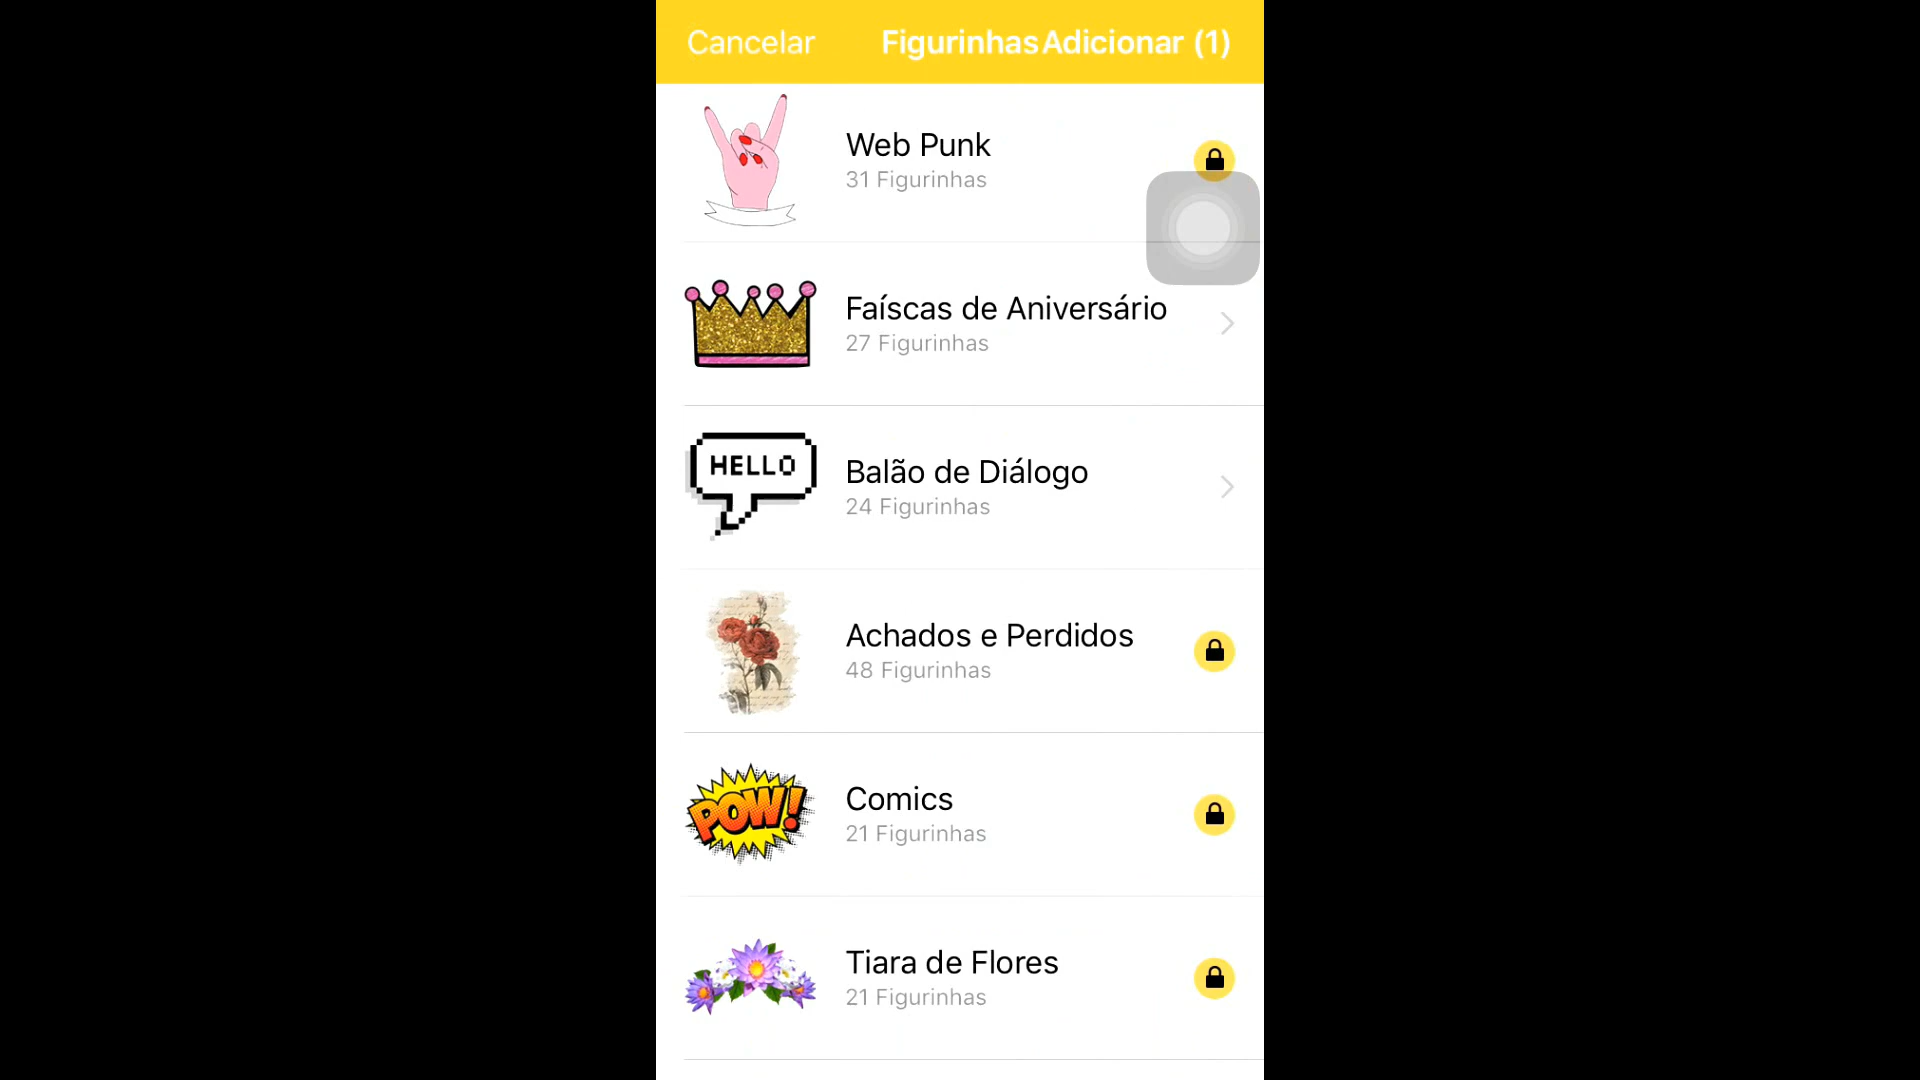 Cancelar Figurinhas Adicionar (1)
Web Punk
31 Figurinhas
Faíscas de Aniversário
27 Figurinhas
HELLO
Balão de Diálogo
24 Figurinhas
Achados e Perdidos
48 Figurinhas
POW!
Comics
21 Figurinhas
Tiara de Flores
21 Figurinhas